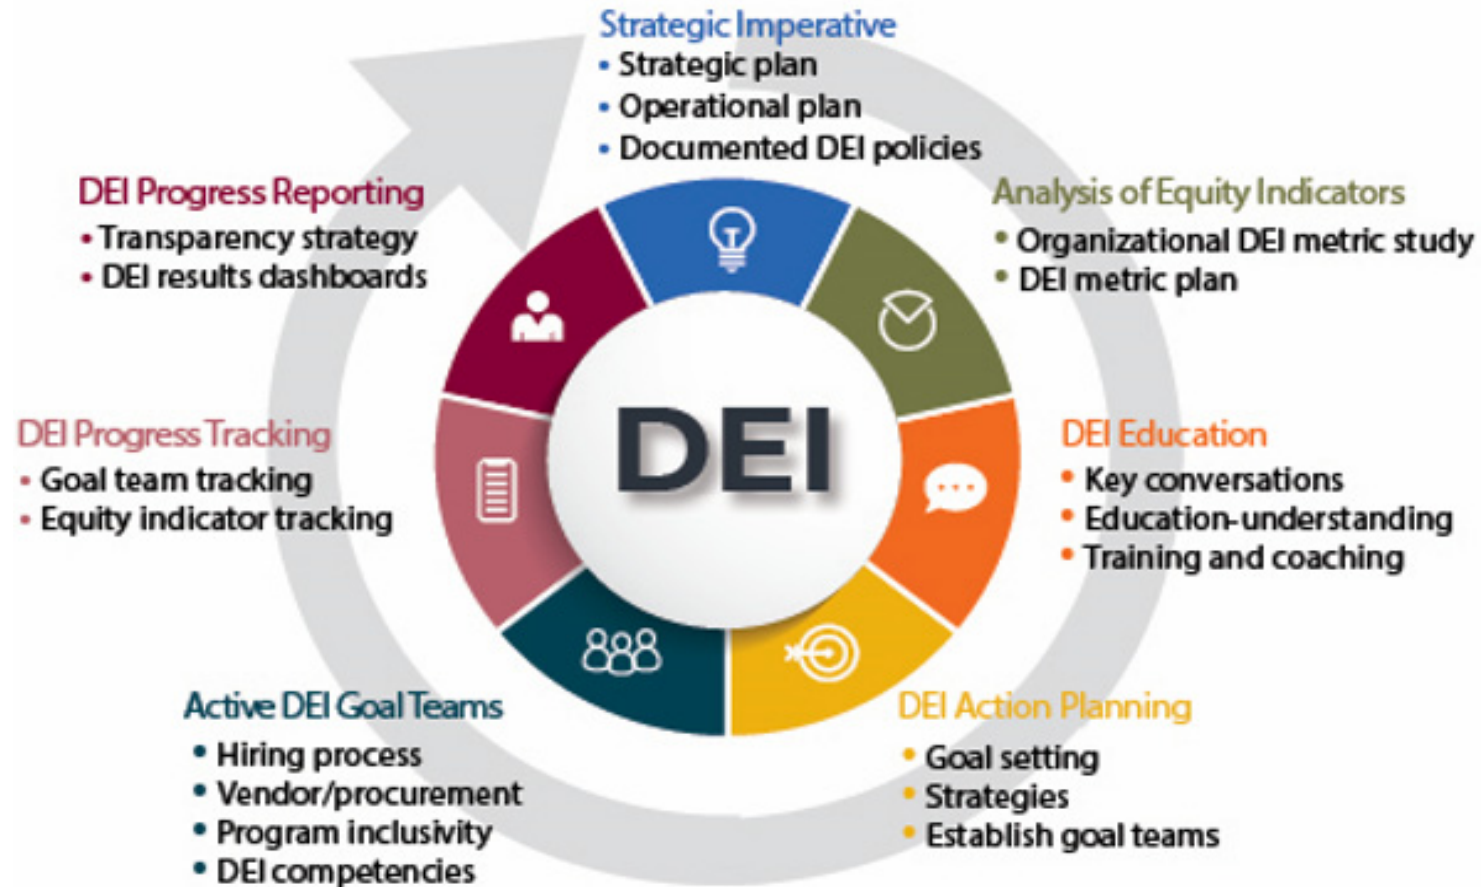 Strategic Imperative
• Strategic plan
• Operational plan
• Documented DEI policies
Analysis of Equity Indicators
• Organizational DEI metric study
• DEI metric plan
DEI Education
• Key conversations
• Education-understanding
• Training and coaching
DEI Action Planning
• Goal setting
• Strategies
• Establish goal teams
Active DEI Goal Teams
• Hiring process
• Vendor/procurement
• Program inclusivity
• DEI competencies
DEI Progress Tracking
• Goal team tracking
• Equity indicator tracking
DEI Progress Reporting
• Transparency strategy
• DEI results dashboards
DEI